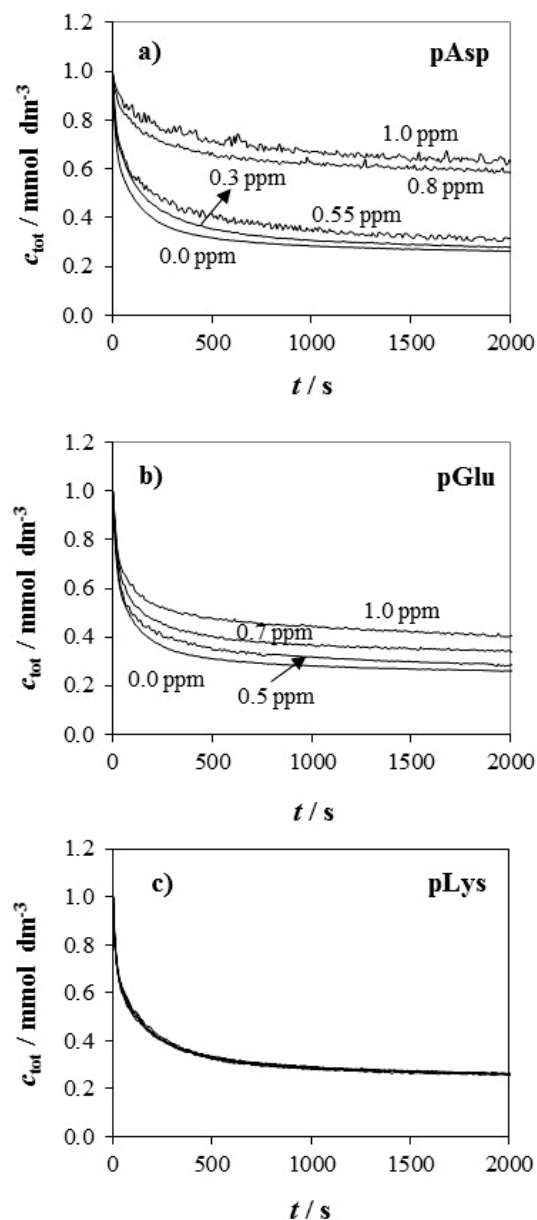 a) pAsp
c_tot / mmol dm⁻³
1.2
1.0
0.8
0.6
0.4
0.2
0.0
1.0 ppm
0.8 ppm
0.3 ppm
0.55 ppm
0.0 ppm
0 500 1000 1500 2000
t / s
b) pGlu
c_tot / mmol dm⁻³
1.2
1.0
0.8
0.6
0.4
0.2
0.0
1.0 ppm
0.7 ppm
0.0 ppm
0.5 ppm
0 500 1000 1500 2000
t / s
c) pLys
c_tot / mmol dm⁻³
1.2
1.0
0.8
0.6
0.4
0.2
0.0
0 500 1000 1500 2000
t / s